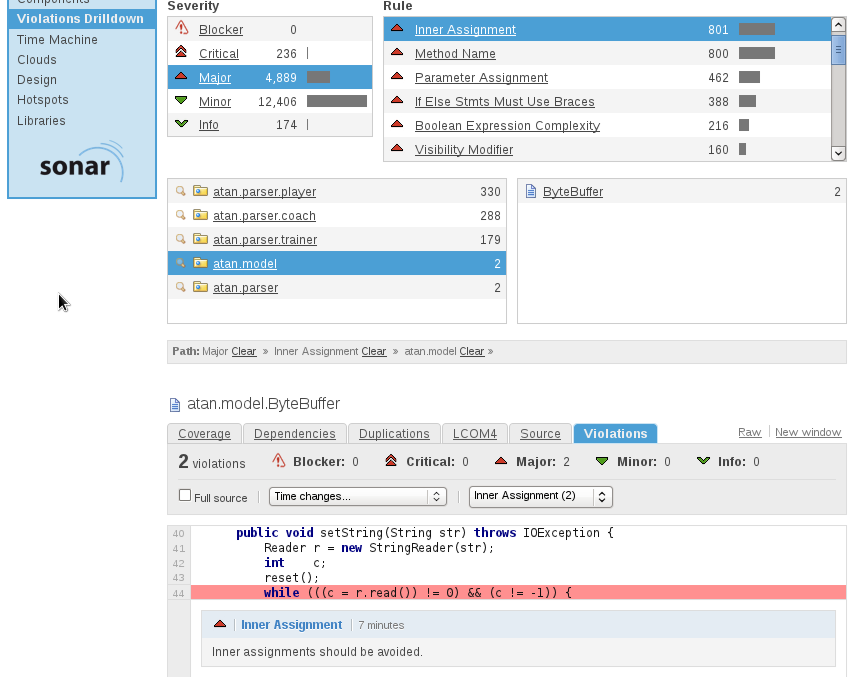 Components
Violations Drilldown
Time Machine
Clouds
Design
Hotspots
Libraries
sonar
Severity
Blocker 0
Critical 236
Major 4,889
Minor 12,406
Info 174
Rule
Inner Assignment 801
Method Name 800
Parameter Assignment 462
If Else Stmts Must Use Braces 388
Boolean Expression Complexity 216
Visibility Modifier 160
atan.parser.player 330
atan.parser.coach 288
atan.parser.trainer 179
atan.model 2
atan.parser 2
ByteBuffer 2
Path: Major Clear » Inner Assignment Clear » atan.model Clear »
atan.model.ByteBuffer
Coverage Dependencies Duplications LCOM4 Source Violations Raw New window
2 violations Blocker: 0 Critical: 0 Major: 2 Minor: 0 Info: 0
Full source Time changes... Inner Assignment (2)
40 public void setString(String str) throws IOException {
41 Reader r = new StringReader(str);
42 int c;
43 reset();
44 while (((c = r.read()) != 0) && (c != -1)) {
Inner Assignment 7 minutes
Inner assignments should be avoided.